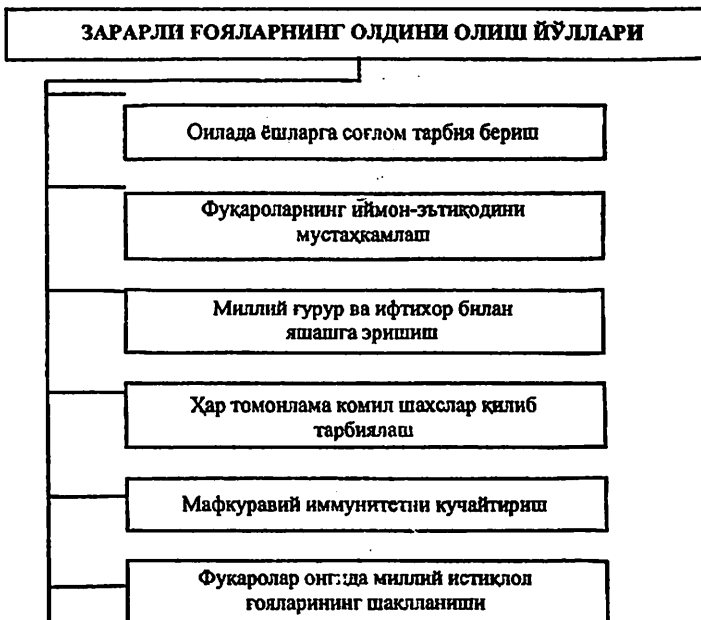 ЗАРАРЛИ ҒОЯЛАРНИНГ ОЛДИНИ ОЛИШ ЙЎЛЛАРИ
Оилада ёшларга соғлом тарбия бериш
Фуқароларнинг иймон-эътиқодини
мустаҳкамлаш
Миллий ғурур ва ифтихор билан
яшашга эришиш
Ҳар томонлама комил шахслар қилиб
тарбиялаш
Мафкуравий иммунитетни кучайтириш
Фуқаролар онгида миллий истиқлол
ғояларининг шаклланиши